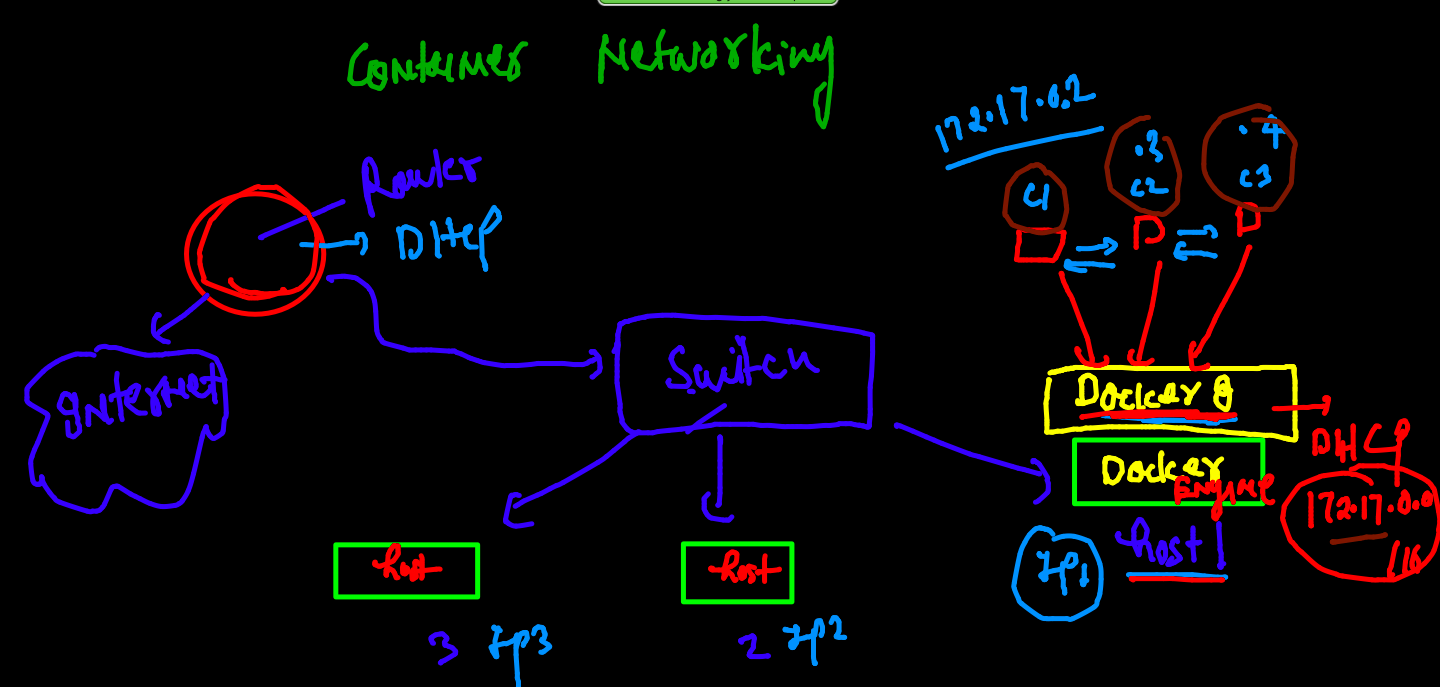 Container Networking
Router
DHCP
Internet
Switch
172.17.0.2
C1
.3
C2
.4
C3
D
D
Docker 0
DHCP
Docker
Engine
172.17.0.0
/16
host 1
IP1
host
3 IP3
host
2 IP2